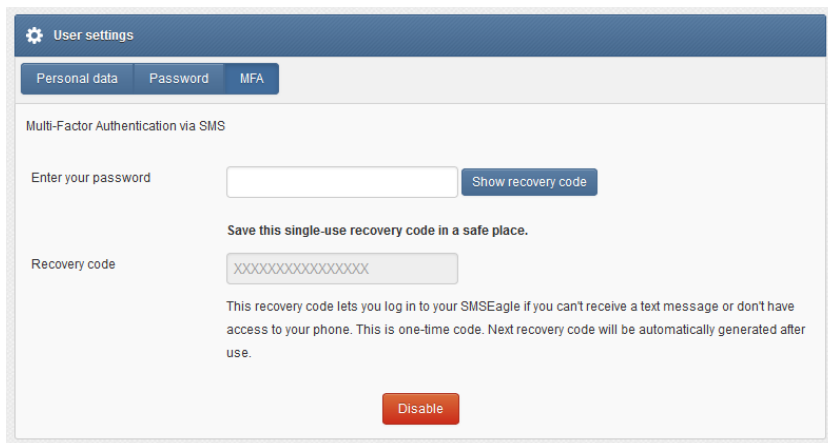 User settings
Personal data Password MFA
Multi-Factor Authentication via SMS
Enter your password Show recovery code
Save this single-use recovery code in a safe place.
Recovery code XXXXXXXXXXXXXXXX
This recovery code lets you log in to your SMSEagle if you can't receive a text message or don't have
access to your phone. This is one-time code. Next recovery code will be automatically generated after
use.
Disable